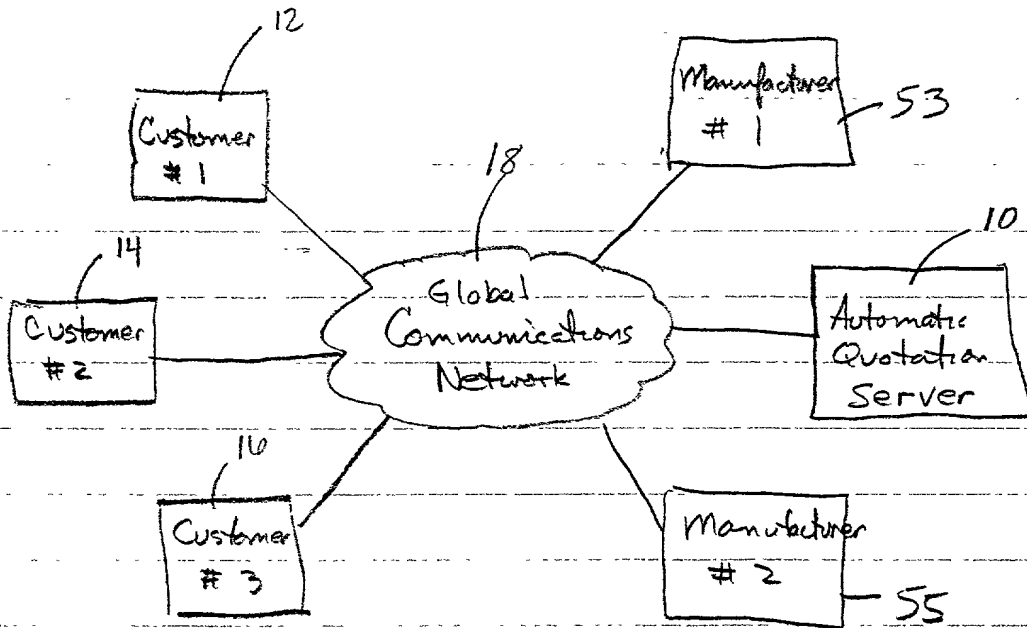 12
Customer
# 1
Manufacturer
# 1
53
18
14
Customer
# 2
Global
Communications
Network
10
Automatic
Quotation
Server
16
Customer
# 3
Manufacturer
# 2
55